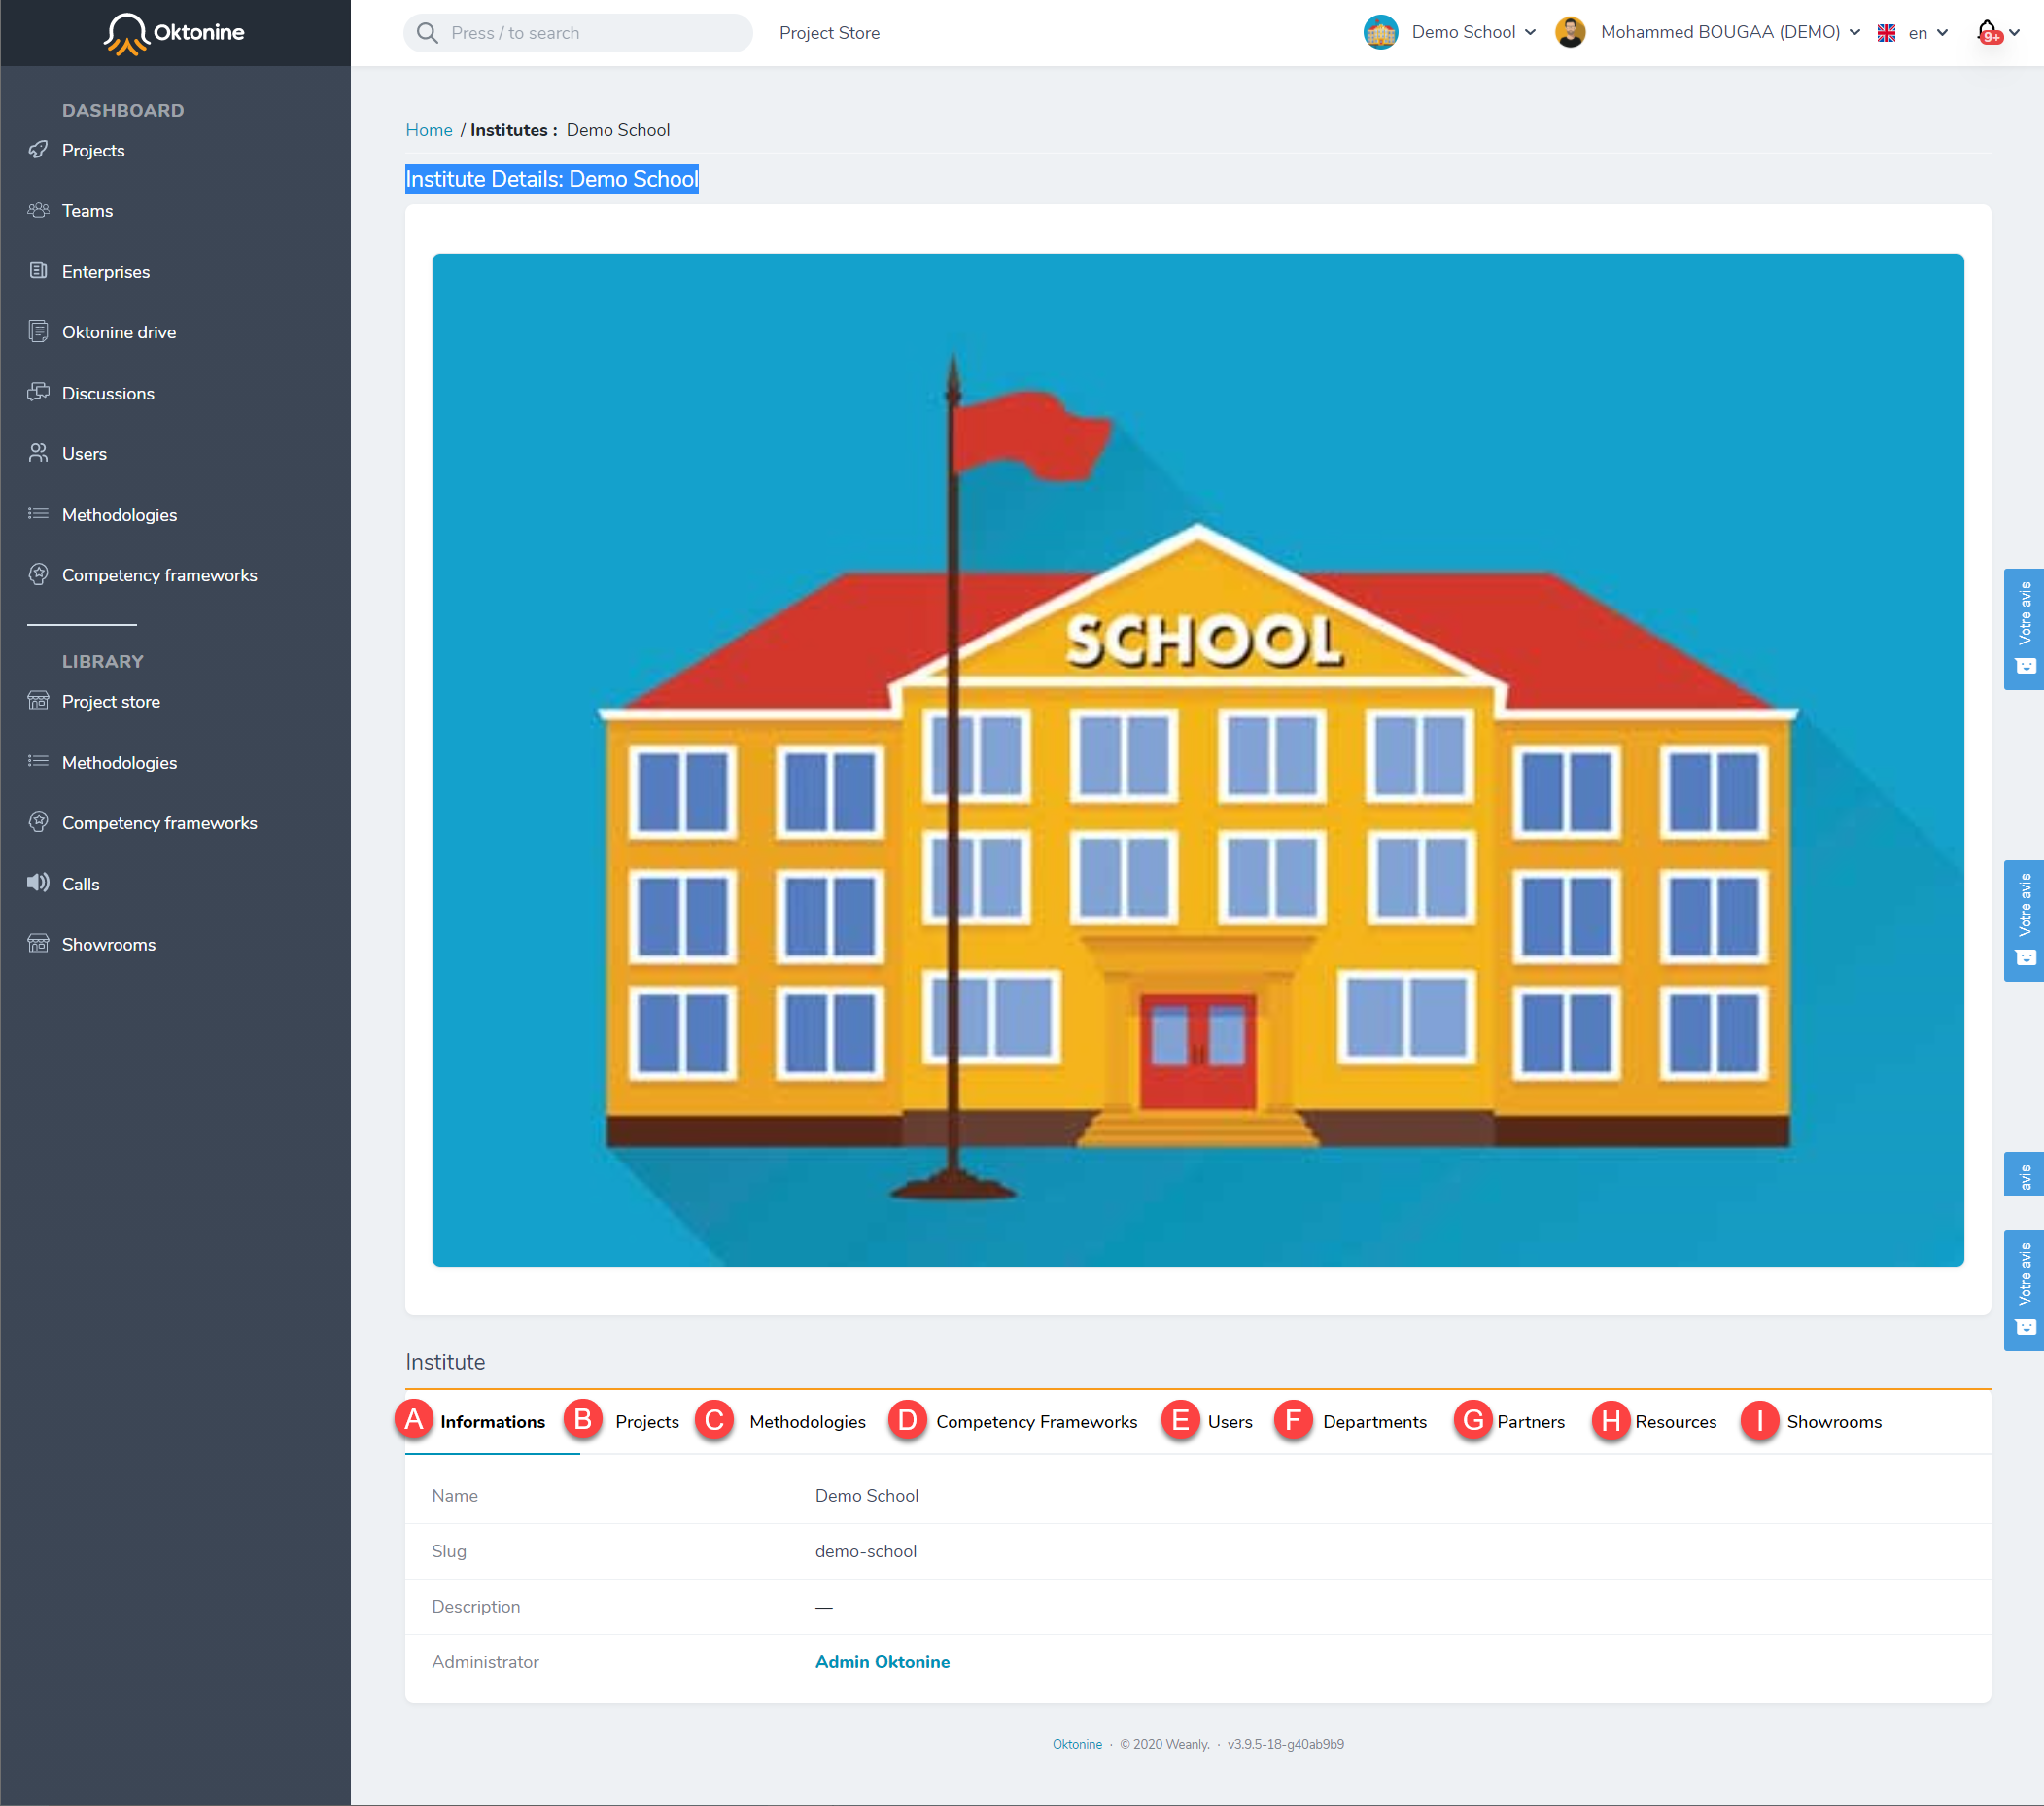 Oktonine
Press / to search
Project Store
Demo School
Mohammed BOUGAA (DEMO)
en
9+
DASHBOARD
Projects
Teams
Enterprises
Oktonine drive
Discussions
Users
Methodologies
Competency frameworks
LIBRARY
Project store
Methodologies
Competency frameworks
Calls
Showrooms
Home / Institutes : Demo School
Institute Details: Demo School
SCHOOL
Votre avis
Votre avis
avis
Votre avis
Institute
A Informations B Projects C Methodologies D Competency Frameworks E Users F Departments G Partners H Resources I Showrooms
Name Demo School
Slug demo-school
Description —
Administrator Admin Oktonine
Oktonine · © 2020 Weanly. · v3.9.5-18-g40ab9b9